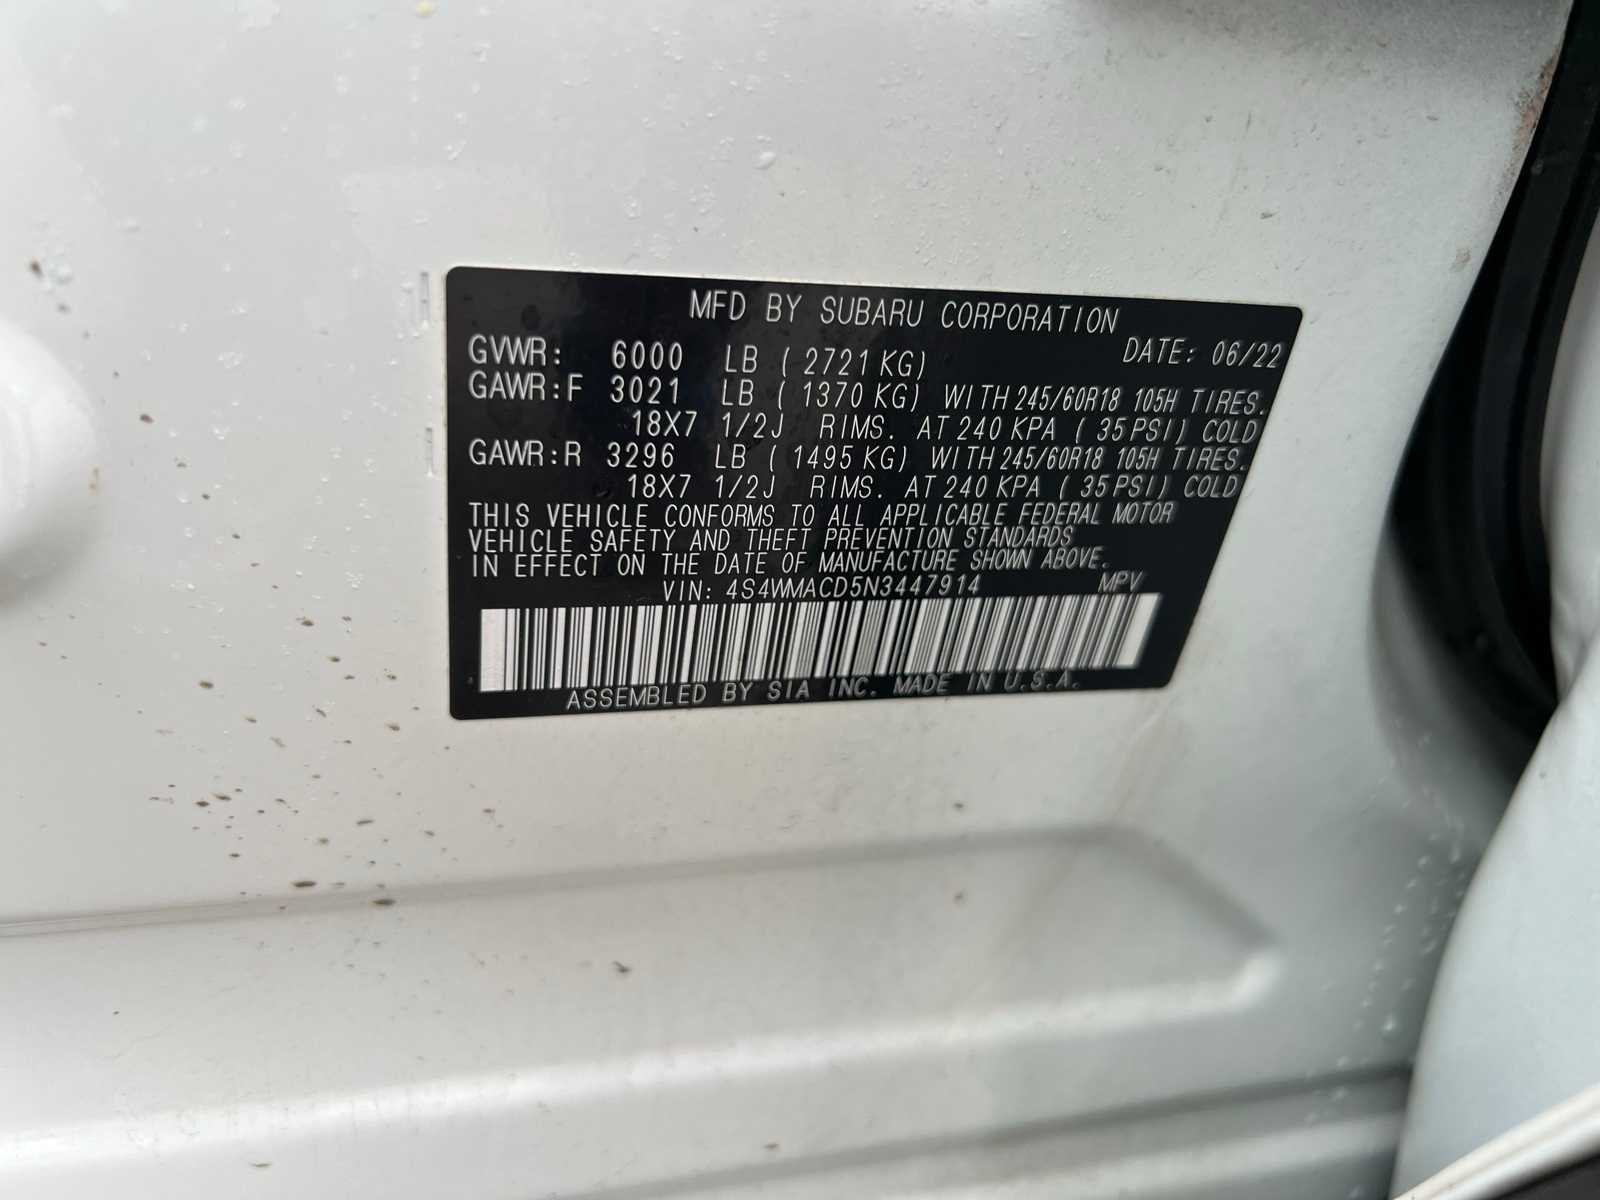 MFD BY SUBARU CORPORATION
GVWR: 6000 LB ( 2721 KG) DATE: 06/22
GAWR:F 3021 LB ( 1370 KG) WITH 245/60R18 105H TIRES.
18X7 1/2J RIMS. AT 240 KPA ( 35 PSI) COLD
GAWR:R 3296 LB ( 1495 KG) WITH 245/60R18 105H TIRES.
18X7 1/2J RIMS. AT 240 KPA ( 35 PSI) COLD
THIS VEHICLE CONFORMS TO ALL APPLICABLE FEDERAL MOTOR
VEHICLE SAFETY AND THEFT PREVENTION STANDARDS
IN EFFECT ON THE DATE OF MANUFACTURE SHOWN ABOVE.
VIN: 4S4WMACD5N3447914 MPV
ASSEMBLED BY SIA INC. MADE IN U.S.A.